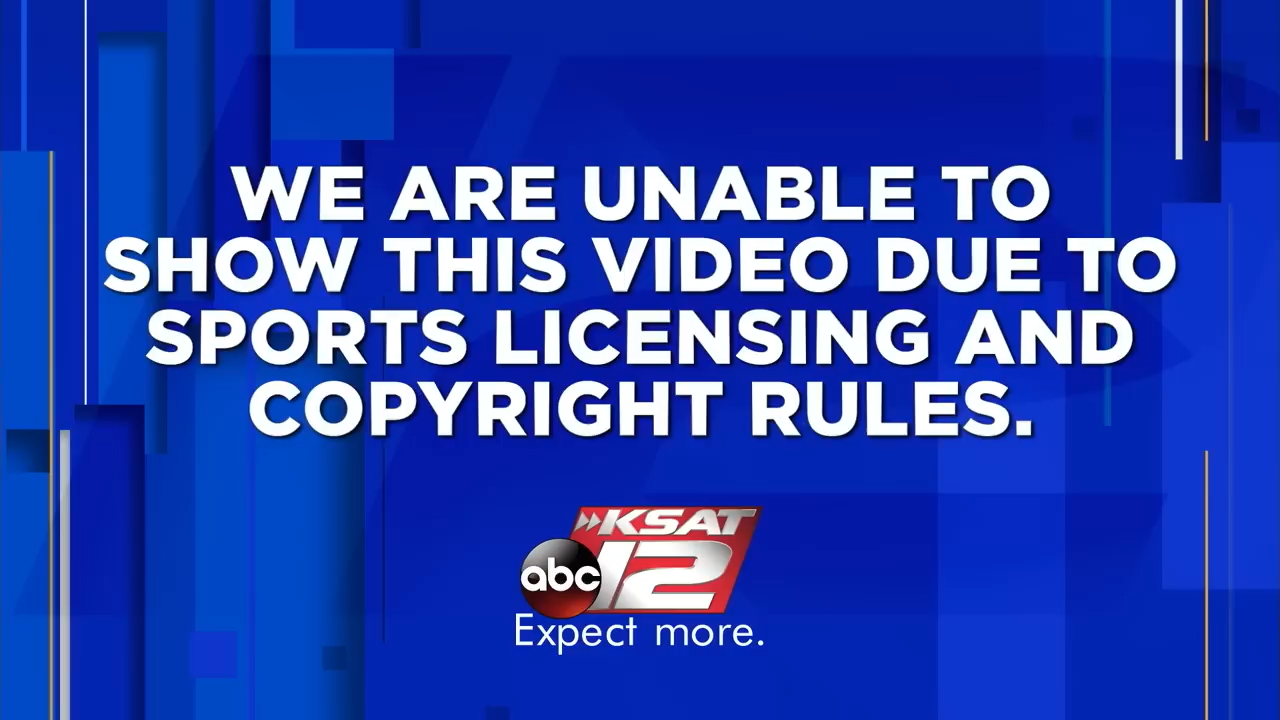 WE ARE UNABLE TO
SHOW THIS VIDEO DUE TO
SPORTS LICENSING AND
COPYRIGHT RULES.
KSAT
abc 12
Expect more.